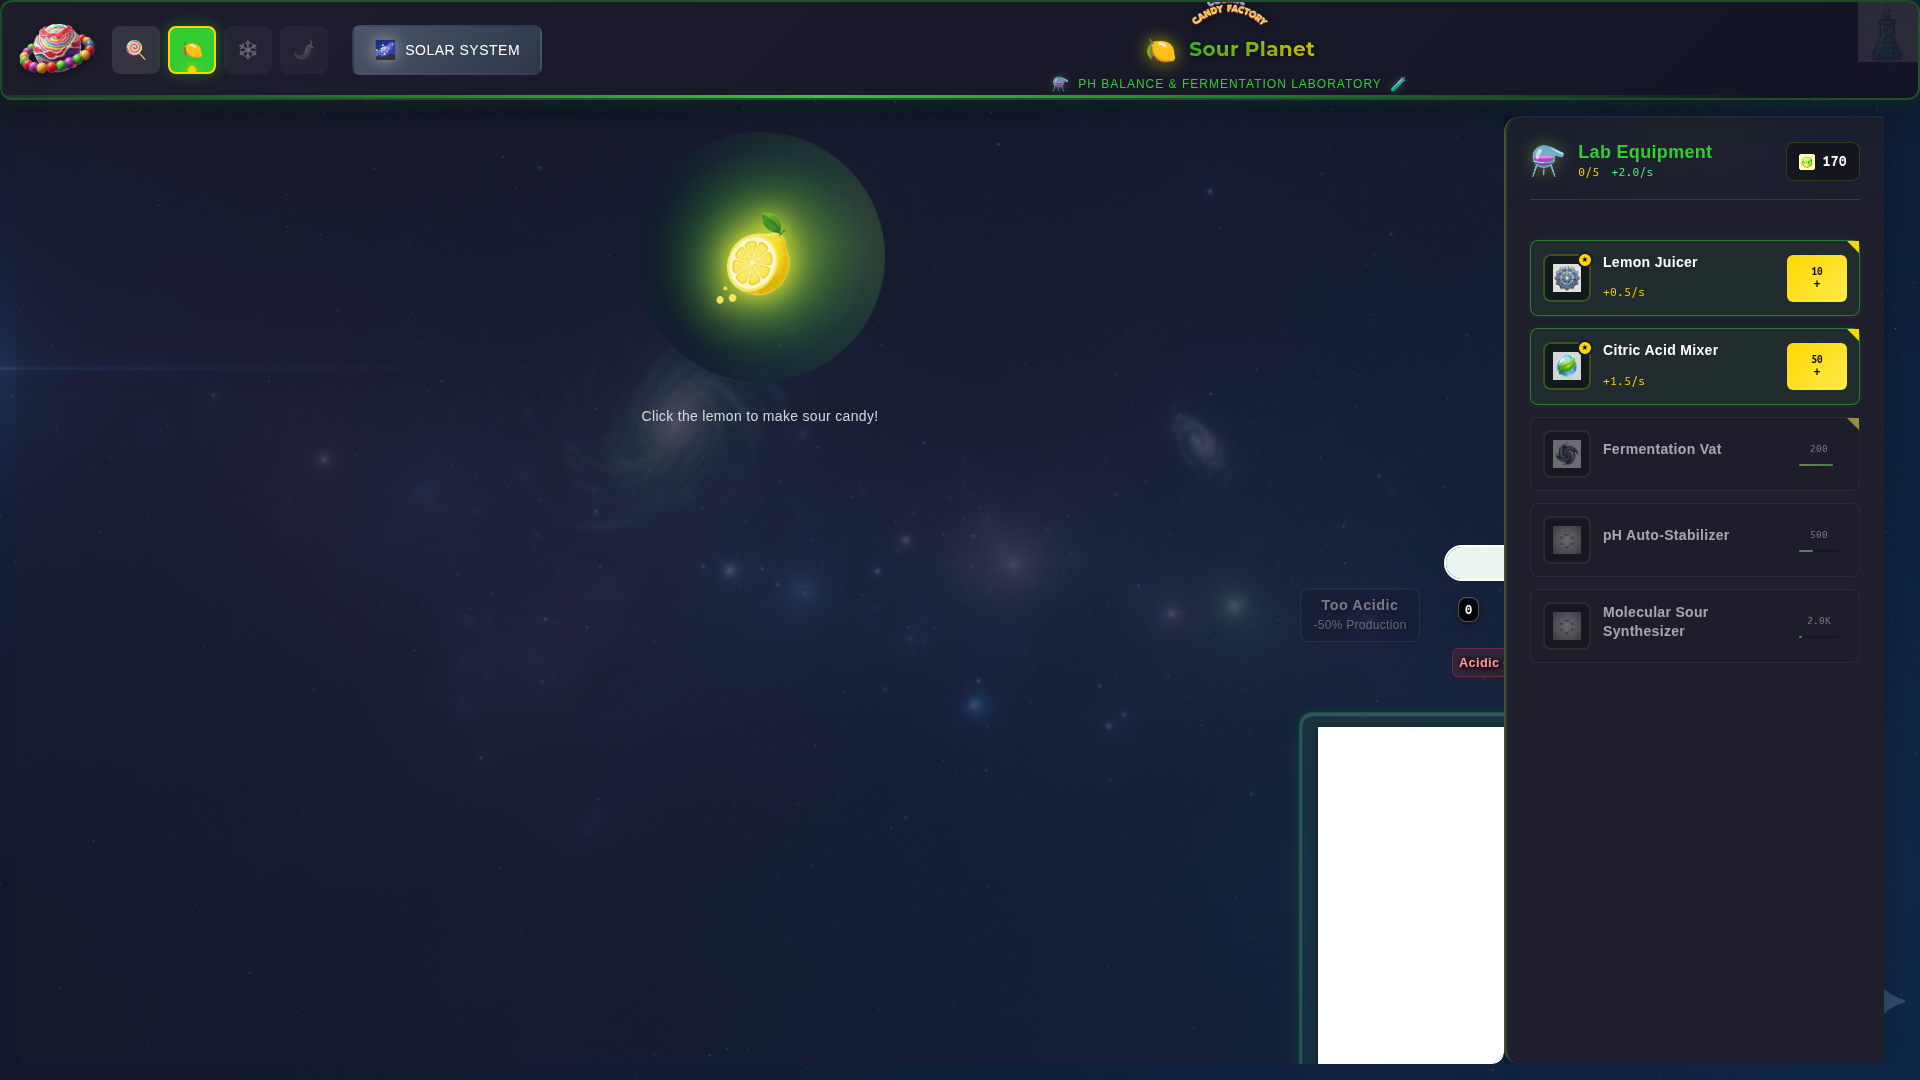 CANDY FACTORY
SOLAR SYSTEM
Sour Planet
PH BALANCE & FERMENTATION LABORATORY
Click the lemon to make sour candy!
Too Acidic
-50% Production
0
Acidic
Lab Equipment
0/5 +2.0/s
170
Lemon Juicer
+0.5/s
10
+
Citric Acid Mixer
+1.5/s
50
+
Fermentation Vat
200
pH Auto-Stabilizer
500
Molecular Sour
Synthesizer
2.0K